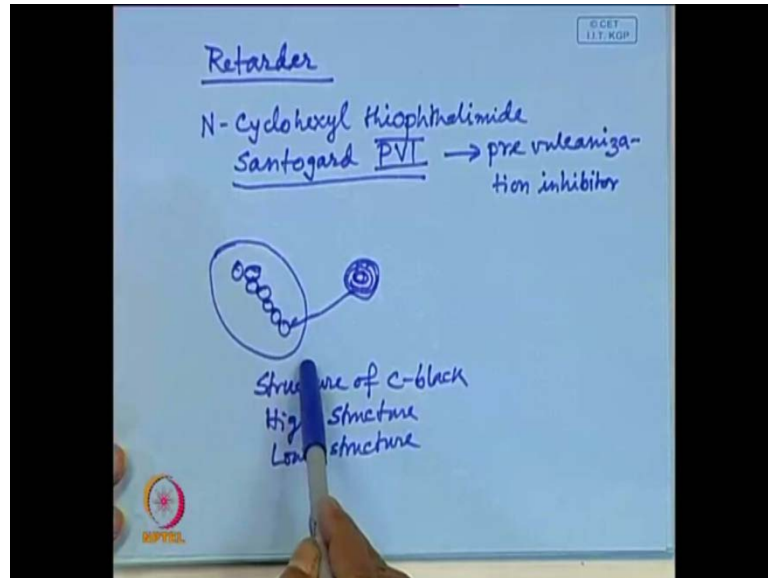 © CET
I.I.T. KGP
Retarder
N-Cyclohexyl thiophthalimide
Santogard PVI → pre vulcaniza-
tion inhibitor
Structure of C-black
High structure
Low structure
NPTEL